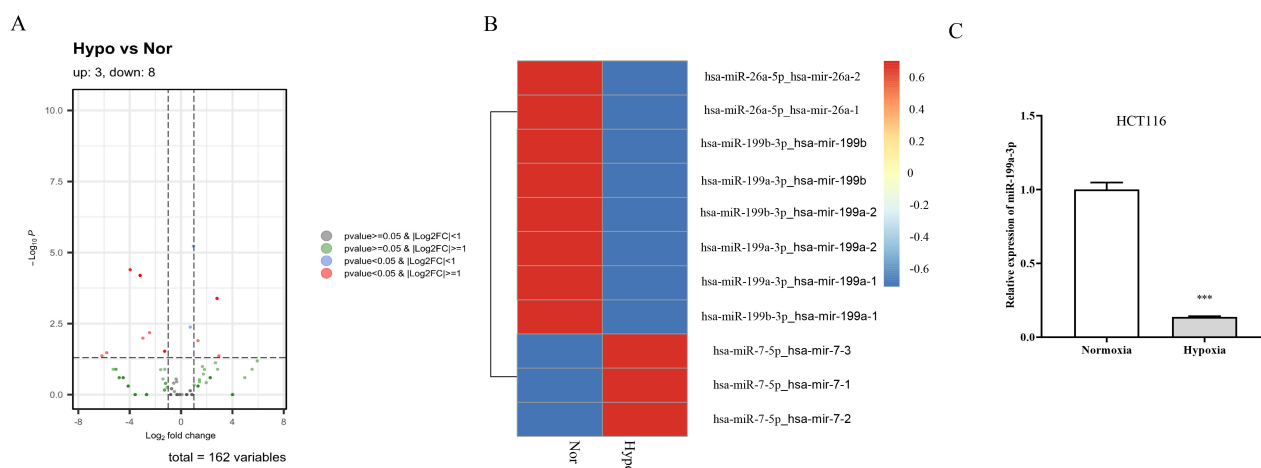 A
Hypo vs Nor
up: 3, down: 8
10.0
7.5
5.0
2.5
0.0
– Log10 P
-8
-4
0
4
8
Log2 fold change
total = 162 variables
pvalue>=0.05 & |Log2FC|<1
pvalue>=0.05 & |Log2FC|>=1
pvalue<0.05 & |Log2FC|<1
pvalue<0.05 & |Log2FC|>=1
B
hsa-miR-26a-5p_hsa-mir-26a-2
hsa-miR-26a-5p_hsa-mir-26a-1
hsa-miR-199b-3p_hsa-mir-199b
hsa-miR-199a-3p_hsa-mir-199b
hsa-miR-199b-3p_hsa-mir-199a-2
hsa-miR-199a-3p_hsa-mir-199a-2
hsa-miR-199a-3p_hsa-mir-199a-1
hsa-miR-199b-3p_hsa-mir-199a-1
hsa-miR-7-5p_hsa-mir-7-3
hsa-miR-7-5p_hsa-mir-7-1
hsa-miR-7-5p_hsa-mir-7-2
Nor
Hypo
0.6
0.4
0.2
0
-0.2
-0.4
-0.6
C
HCT116
Relative expression of miR-199a-3p
1.5
1.0
0.5
0.0
***
Normoxia
Hypoxia